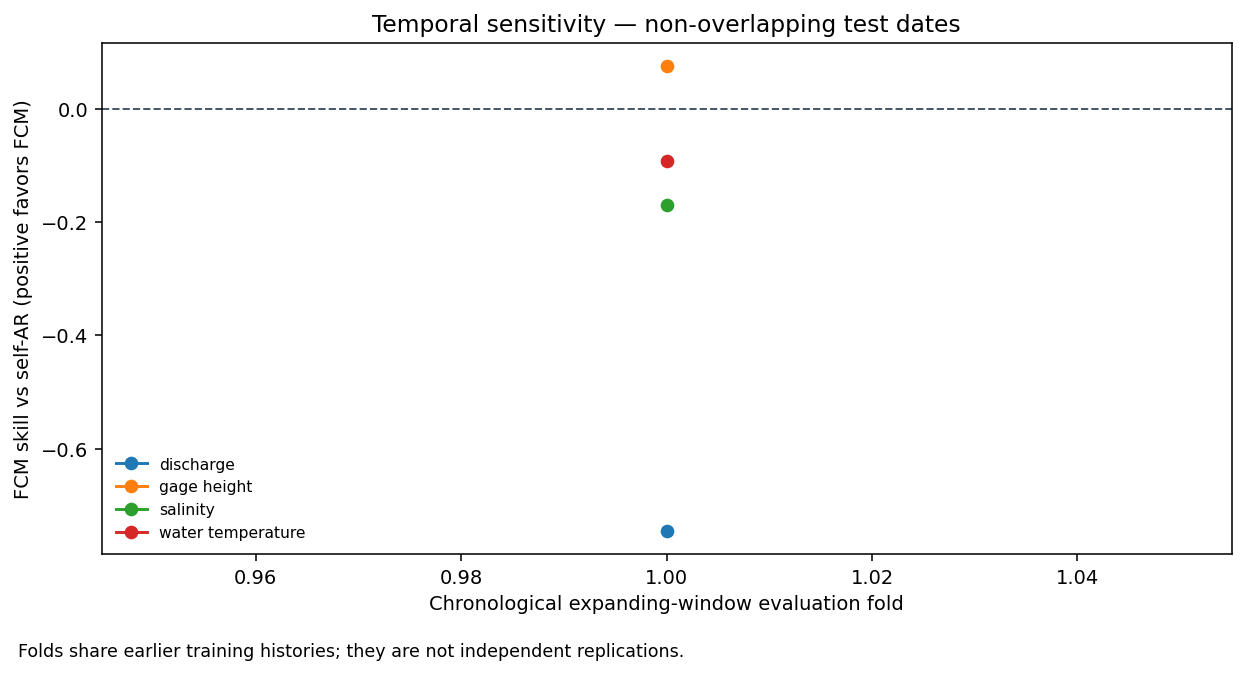 Temporal sensitivity — non-overlapping test dates
FCM skill vs self-AR (positive favors FCM)
0.0
−0.2
−0.4
−0.6
discharge
gage height
salinity
water temperature
0.96
0.98
1.00
1.02
1.04
Chronological expanding-window evaluation fold
Folds share earlier training histories; they are not independent replications.